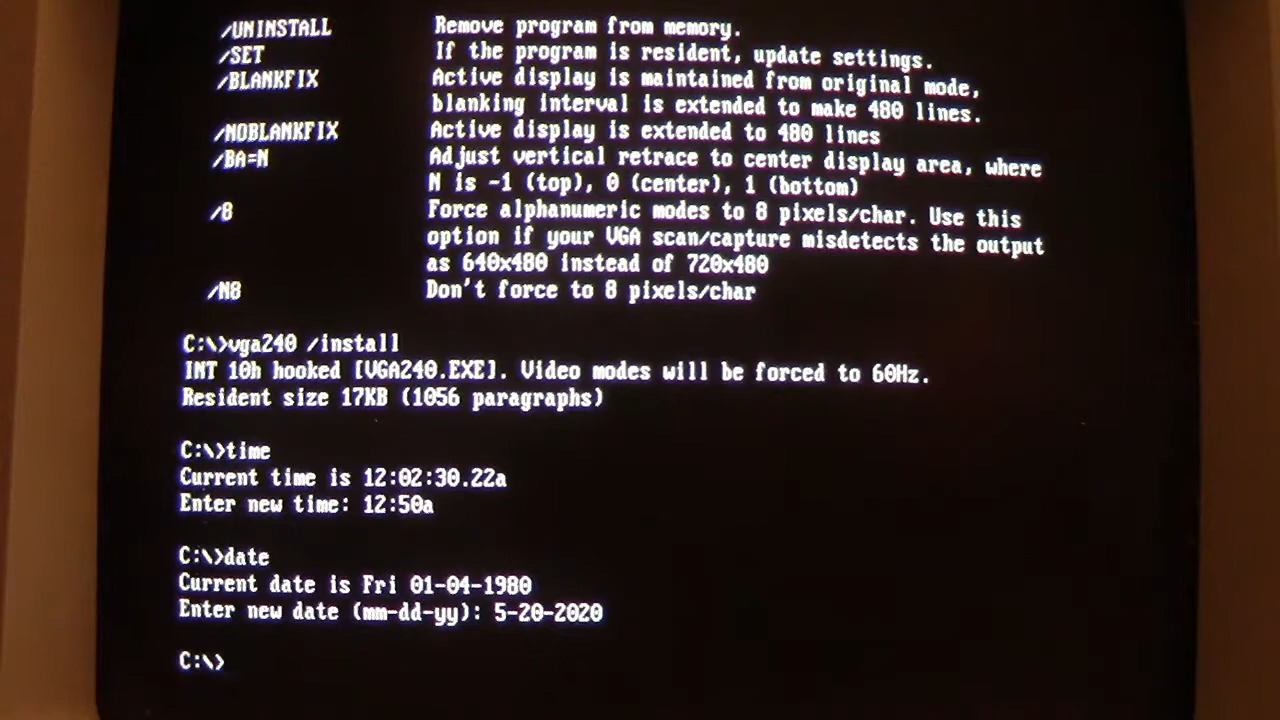 /UNINSTALL Remove program from memory.
/SET If the program is resident, update settings.
/BLANKFIX Active display is maintained from original mode,
blanking interval is extended to make 480 lines.
/NOBLANKFIX Active display is extended to 480 lines
/BA=N Adjust vertical retrace to center display area, where
N is -1 (top), 0 (center), 1 (bottom)
/8 Force alphanumeric modes to 8 pixels/char. Use this
option if your VGA scan/capture misdetects the output
as 640x480 instead of 720x480
/N8 Don't force to 8 pixels/char
C:\>vga240 /install
INT 10h hooked [VGA240.EXE]. Video modes will be forced to 60Hz.
Resident size 17KB (1056 paragraphs)
C:\>time
Current time is 12:02:30.22a
Enter new time: 12:50a
C:\>date
Current date is Fri 01-04-1980
Enter new date (mm-dd-yy): 5-20-2020
C:\>